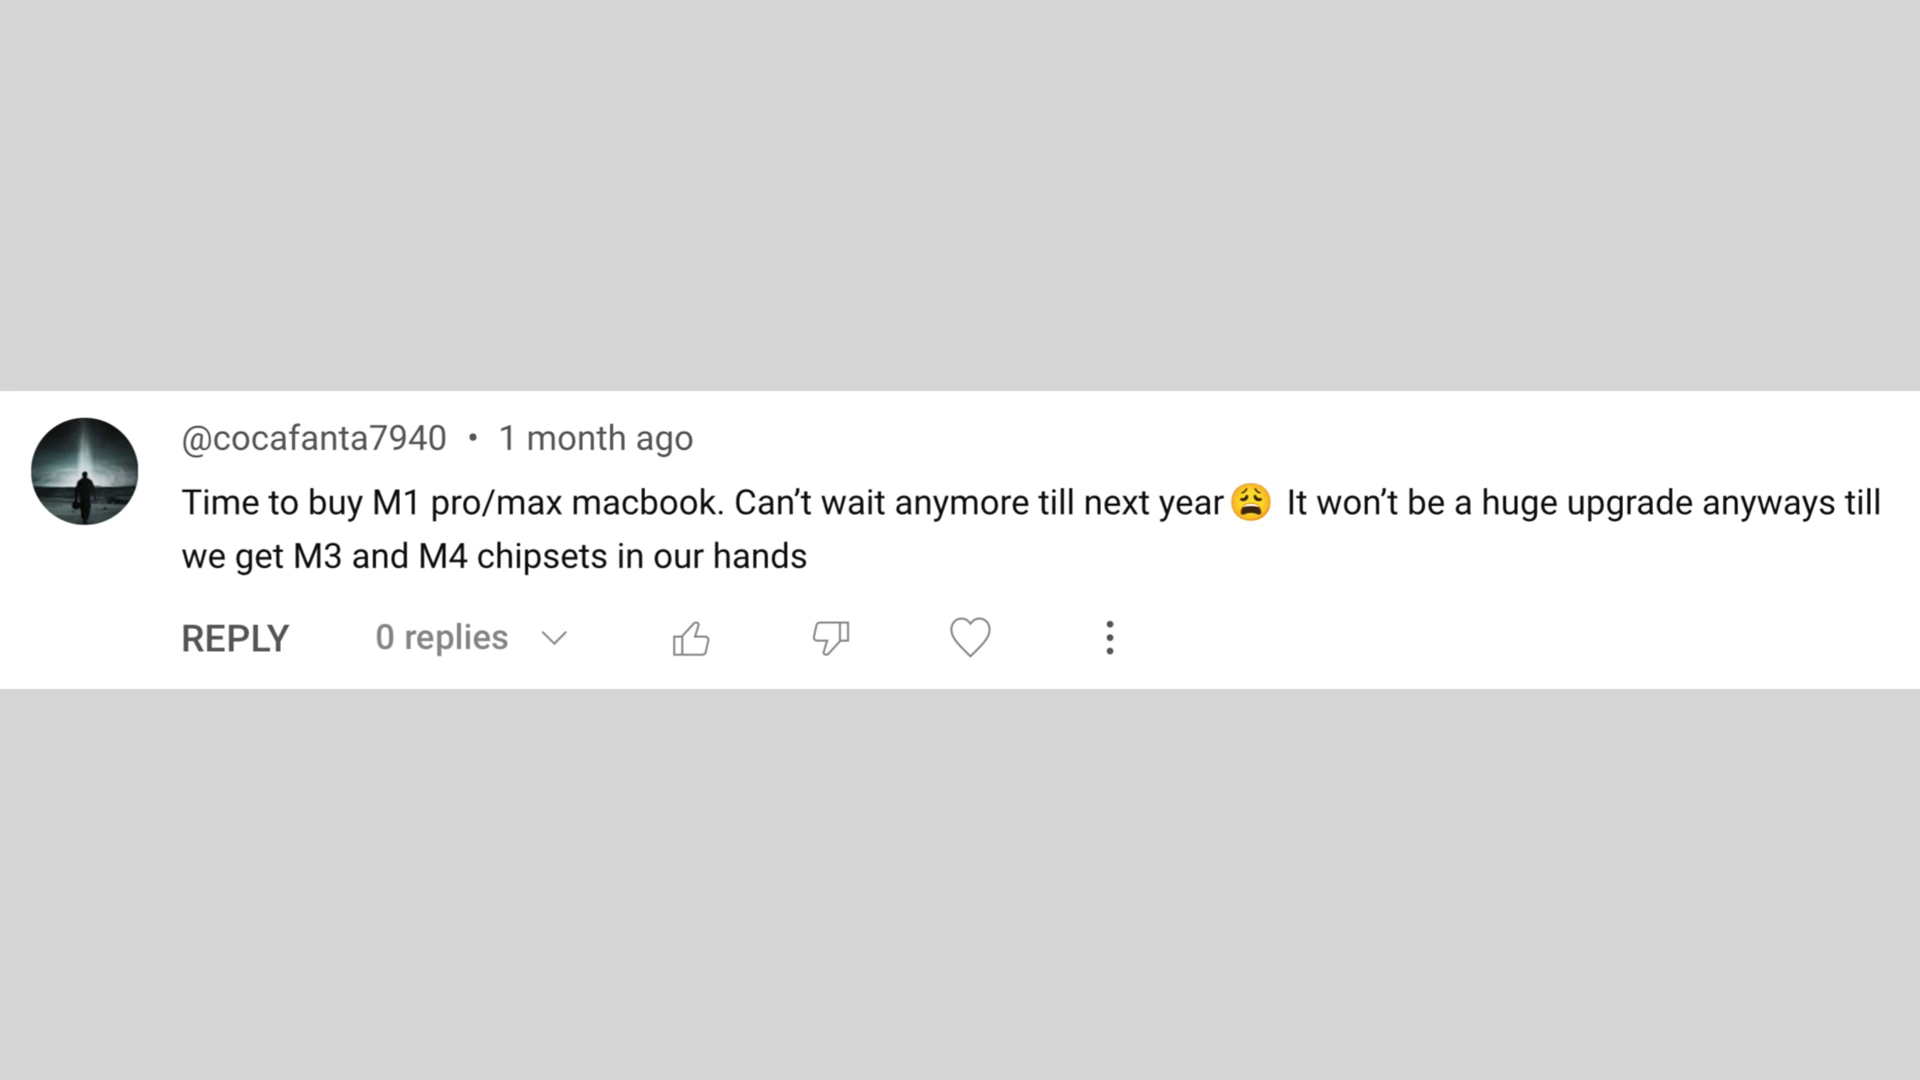 @cocafanta7940 • 1 month ago
Time to buy M1 pro/max macbook. Can’t wait anymore till next year😩 It won’t be a huge upgrade anyways till
we get M3 and M4 chipsets in our hands
REPLY 0 replies